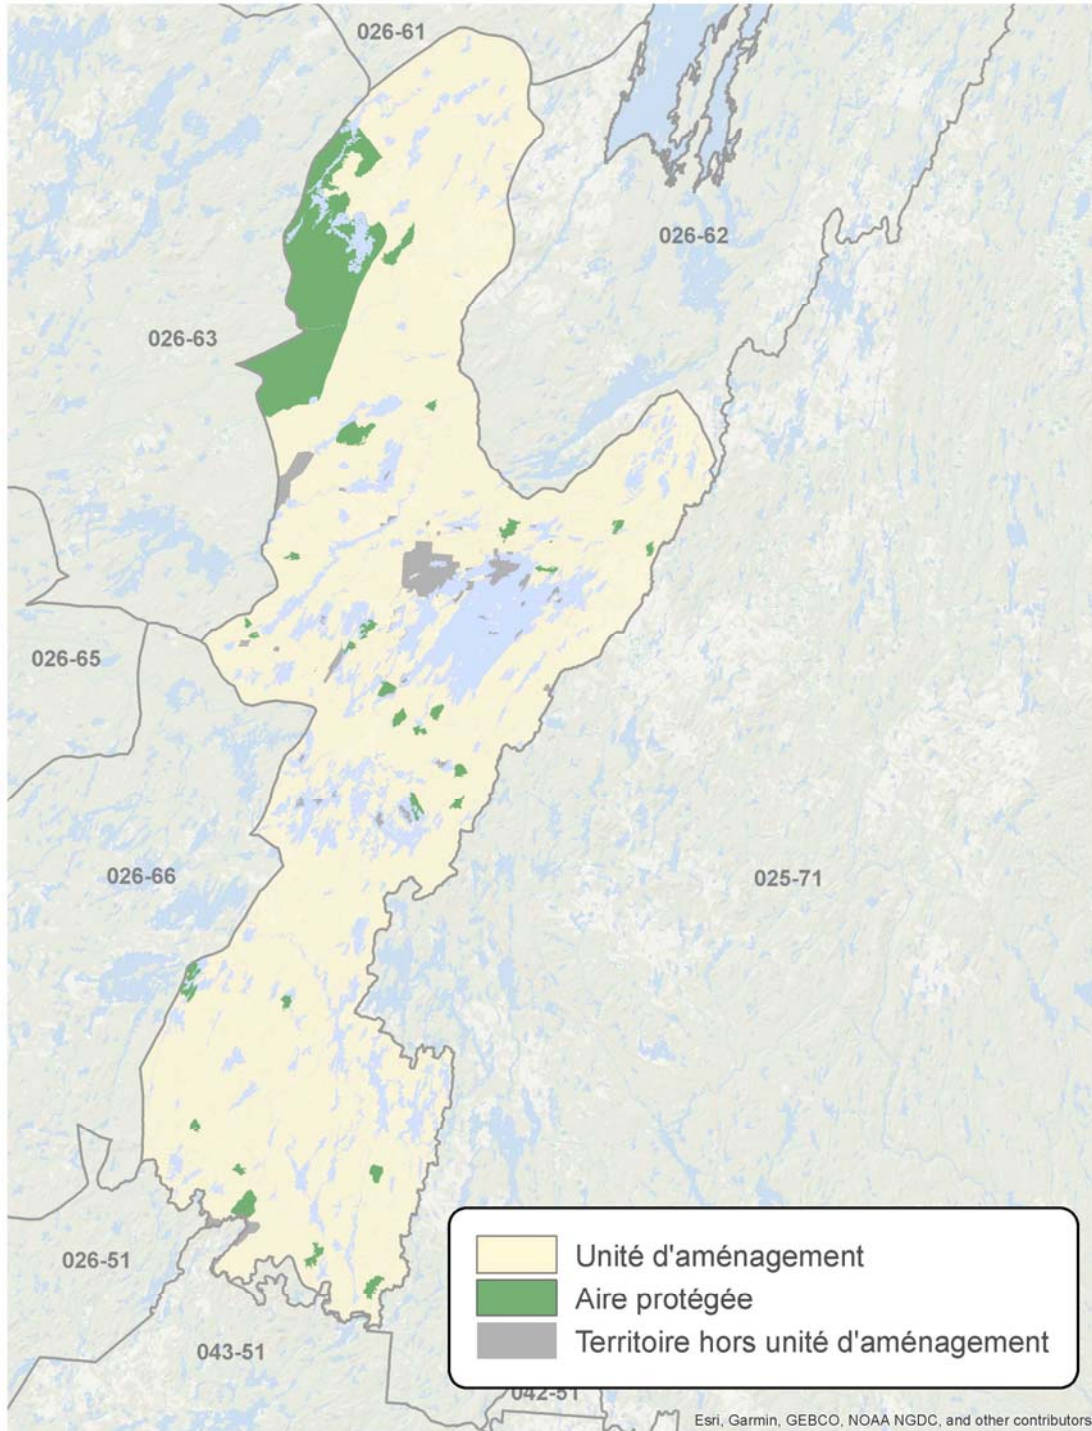 026-61
026-62
026-63
026-65
026-66
025-71
026-51
043-51
Unité d'aménagement
Aire protégée
Territoire hors unité d'aménagement
042-51
Esri, Garmin, GEBCO, NOAA NGDC, and other contributors